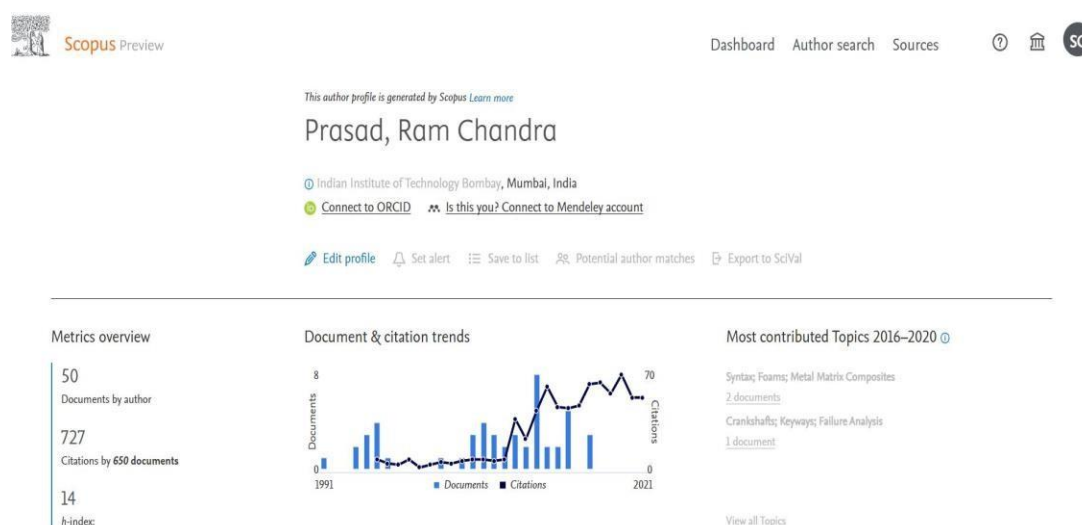 Scopus Preview
Dashboard Author search Sources
SC
This author profile is generated by Scopus Learn more
Prasad, Ram Chandra
Indian Institute of Technology Bombay, Mumbai, India
Connect to ORCID Is this you? Connect to Mendeley account
Edit profile Set alert Save to list Potential author matches Export to SciVal
Metrics overview
50
Documents by author
727
Citations by 650 documents
14
h-index:
Document & citation trends
8
70
Documents
Citations
0
0
1991
2021
Documents Citations
Most contributed Topics 2016–2020
Syntax; Foams; Metal Matrix Composites
2 documents
Crankshafts; Keyways; Failure Analysis
1 document
View all Topics